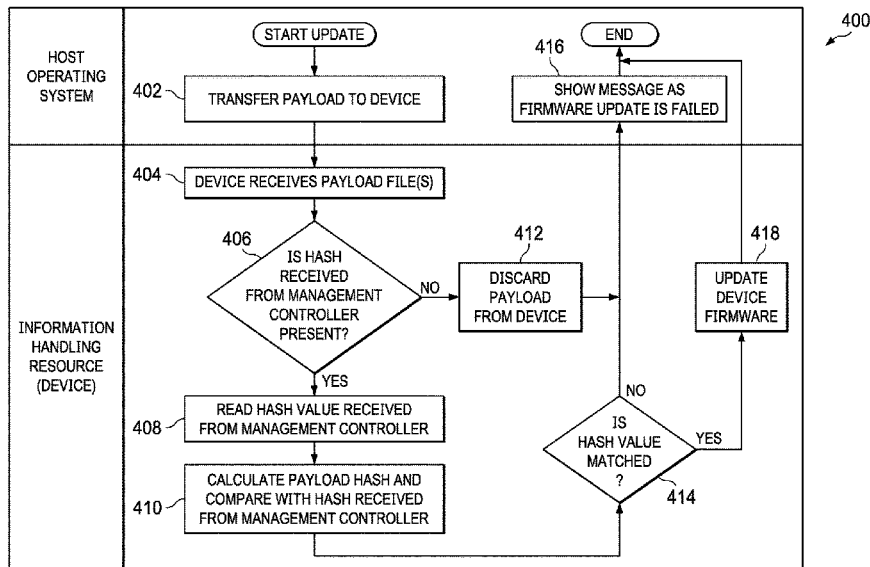 400
HOST
OPERATING
SYSTEM
START UPDATE
402
TRANSFER PAYLOAD TO DEVICE
END
416
SHOW MESSAGE AS
FIRMWARE UPDATE IS FAILED
INFORMATION
HANDLING
RESOURCE
(DEVICE)
404
DEVICE RECEIVES PAYLOAD FILE(S)
406
IS HASH
RECEIVED
FROM MANAGEMENT
CONTROLLER
PRESENT?
NO
412
DISCARD
PAYLOAD
FROM DEVICE
418
UPDATE
DEVICE
FIRMWARE
YES
408
READ HASH VALUE RECEIVED
FROM MANAGEMENT CONTROLLER
410
CALCULATE PAYLOAD HASH AND
COMPARE WITH HASH RECEIVED
FROM MANAGEMENT CONTROLLER
NO
IS
HASH VALUE
MATCHED
?
YES
414